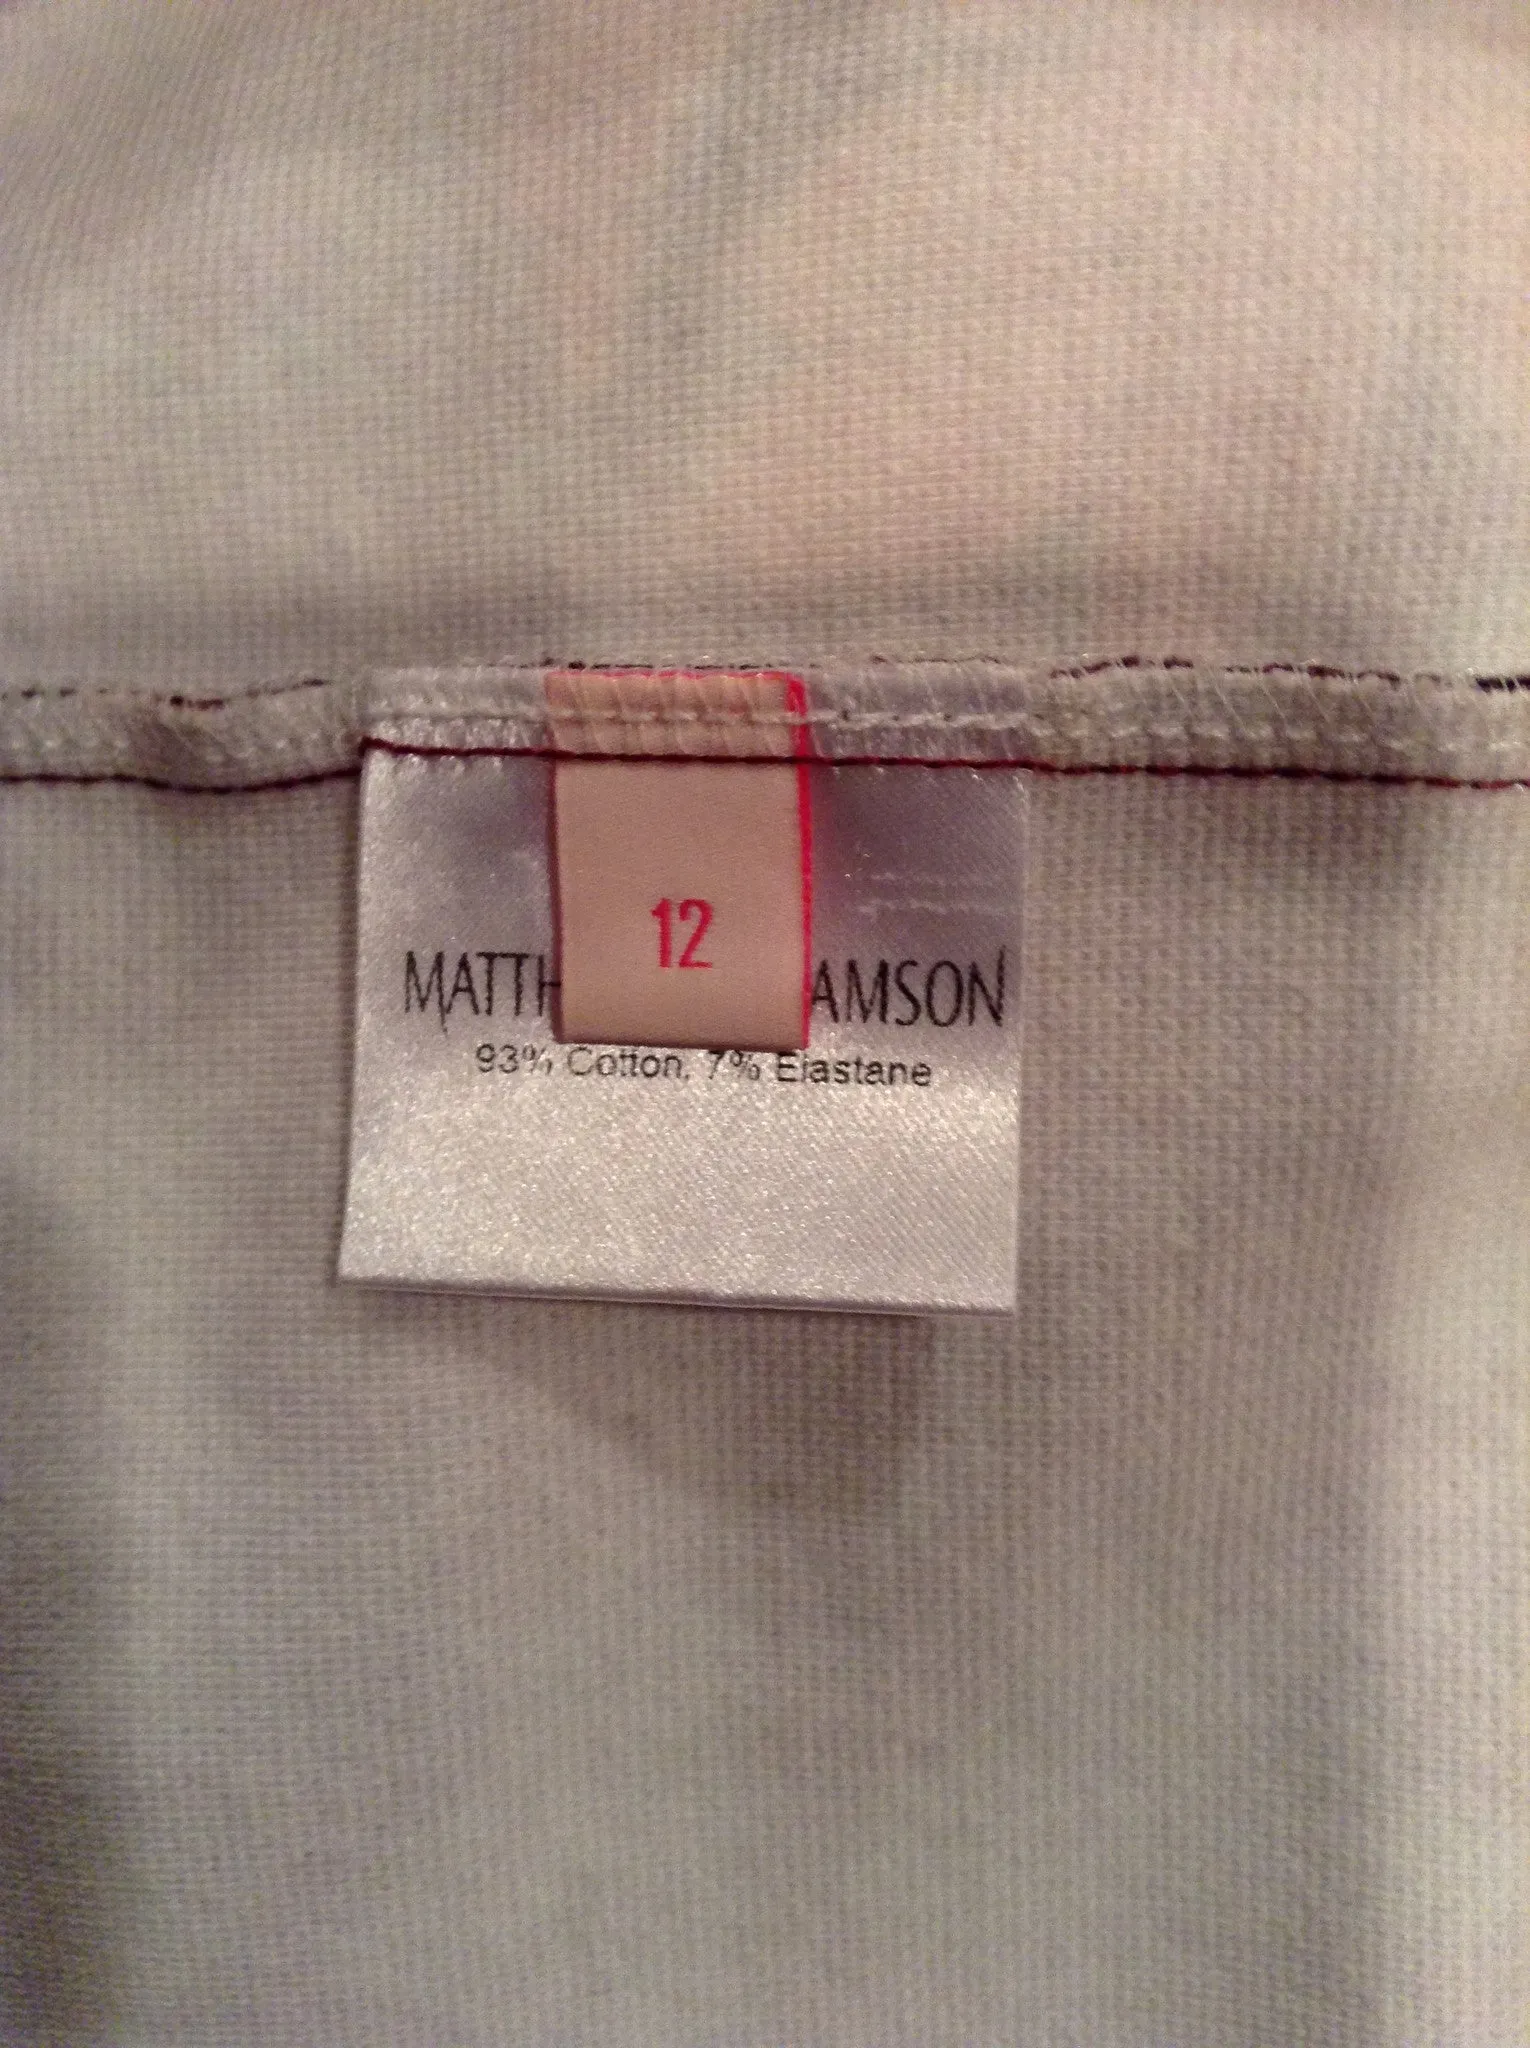 12
MATTH AMSON
93% Cotton, 7% Elastane